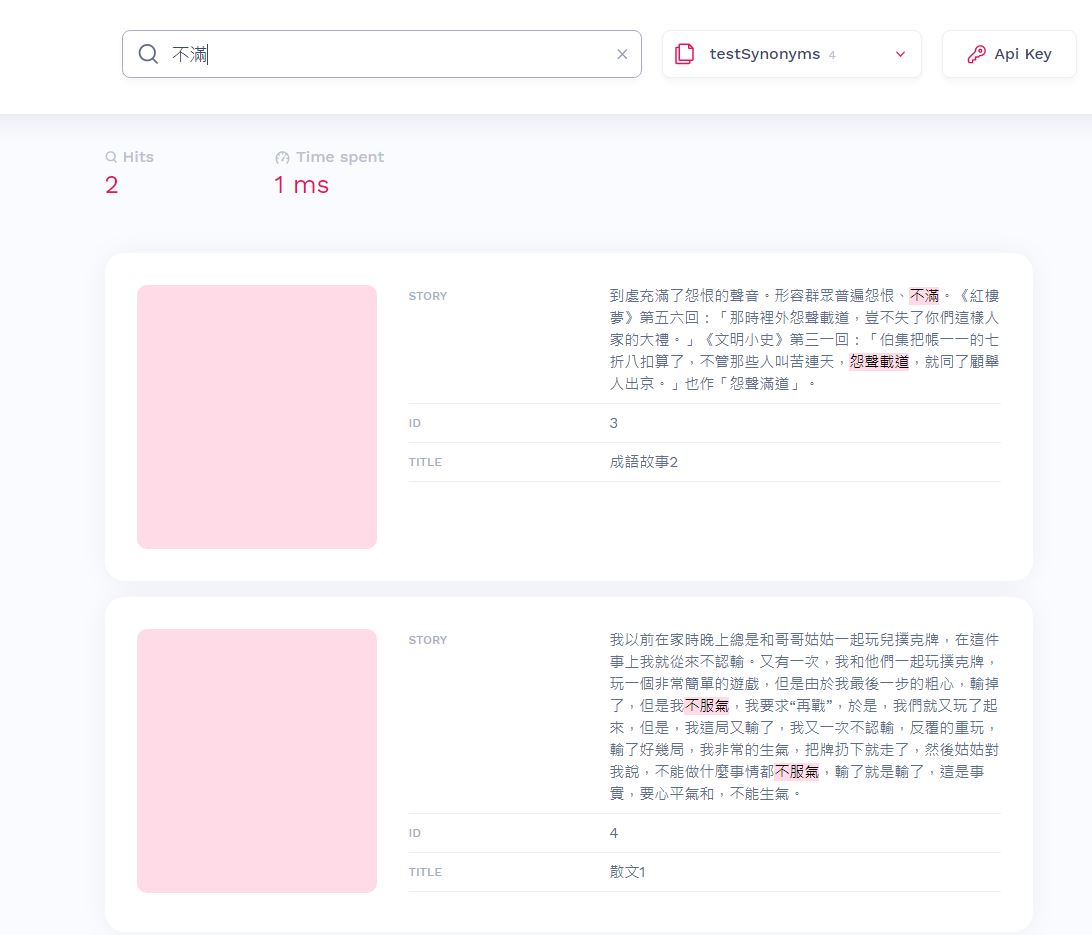 不滿
testSynonyms 4
Api Key
Hits
Time spent
2
1 ms
STORY
到處充滿了怨恨的聲音。形容群眾普遍怨恨、不滿。《紅樓
夢》第五六回：「那時裡外怨聲載道，豈不失了你們這樣人
家的大禮。」《文明小史》第三一回：「伯集把帳一一的七
折八扣算了，不管那些人叫苦連天，怨聲載道，就同了顧舉
人出京。」也作「怨聲滿道」。
ID
3
TITLE
成語故事2
STORY
我以前在家時晚上總是和哥哥姑姑一起玩兒撲克牌，在這件
事上我就從來不認輸。又有一次，我和他們一起玩撲克牌，
玩一個非常簡單的遊戲，但是由於我最後一步的粗心，輸掉
了，但是我不服氣，我要求“再戰”，於是，我們就又玩了起
來，但是，我這局又輸了，我又一次不認輸，反覆的重玩，
輸了好幾局，我非常的生氣，把牌扔下就走了，然後姑姑對
我說，不能做什麼事情都不服氣，輸了就是輸了，這是事
實，要心平氣和，不能生氣。
ID
4
TITLE
散文1